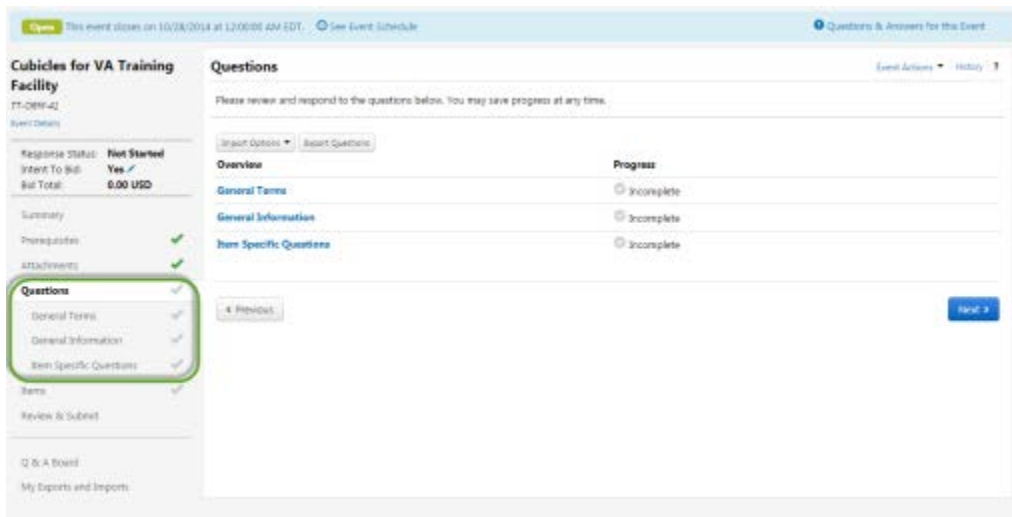 Open This event closes on 10/28/2014 at 12:00:00 AM EDT. See Event Schedule
Questions & Answers for this Event
Cubicles for VA Training
Facility
Event Details
Response Status: Not Started
Intent To Bid: Yes
Bid Total: 0.00 USD
Summary
Prerequisites
Attachments
Questions
General Terms
General Information
Item Specific Questions
Items
Review & Submit
Q & A Board
My Exports and Imports
Questions
Event Actions History ?
Please review and respond to the questions below. You may save progress at any time.
Import Options Export Questions
Overview Progress
General Terms Incomplete
General Information Incomplete
Item Specific Questions Incomplete
Previous
Next